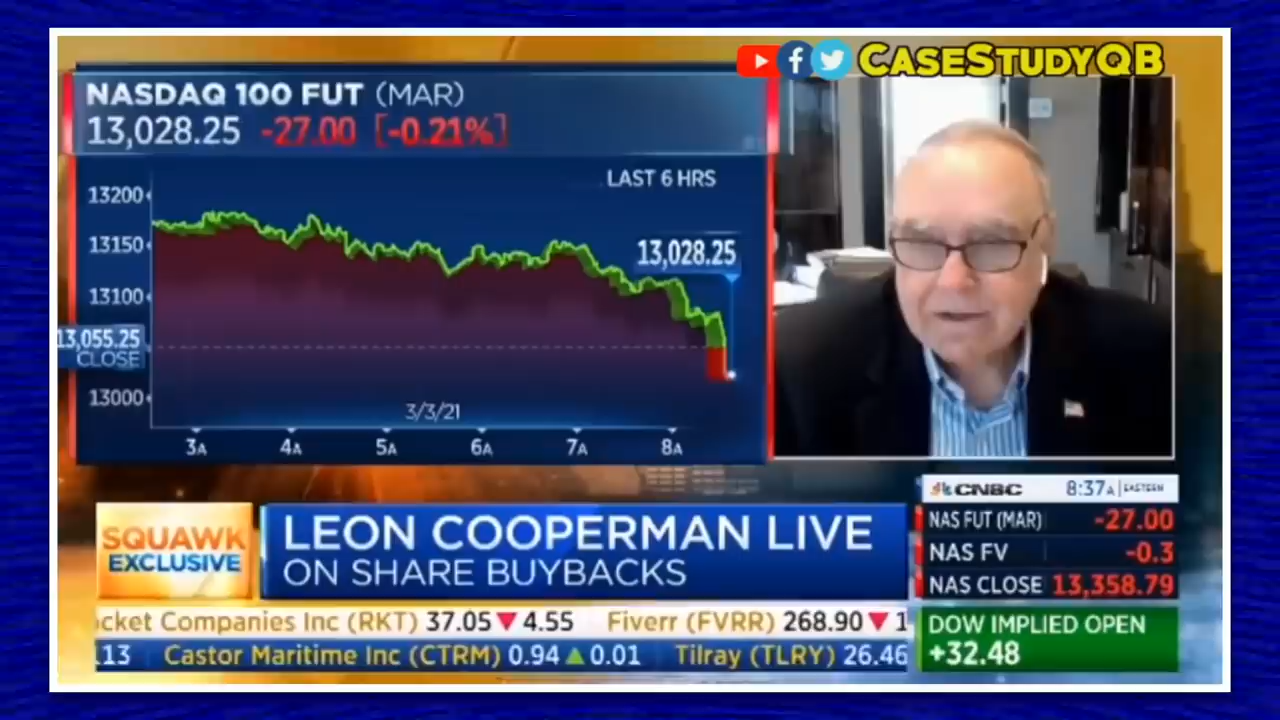 CASESTUDYQB
NASDAQ 100 FUT (MAR)
13,028.25 -27.00 [-0.21%]
LAST 6 HRS
13200
13150
13100
13000
13,028.25
13,055.25
CLOSE
3/3/21
3A 4A 5A 6A 7A 8A
SQUAWK
EXCLUSIVE
LEON COOPERMAN LIVE
ON SHARE BUYBACKS
CNBC 8:37A EASTERN
NAS FUT (MAR) -27.00
NAS FV -0.3
NAS CLOSE 13,358.79
DOW IMPLIED OPEN
+32.48
cket Companies Inc (RKT) 37.05 ▼ 4.55 Fiverr (FVRR) 268.90 ▼ 1
.13 Castor Maritime Inc (CTRM) 0.94 ▲ 0.01 Tilray (TLRY) 26.46